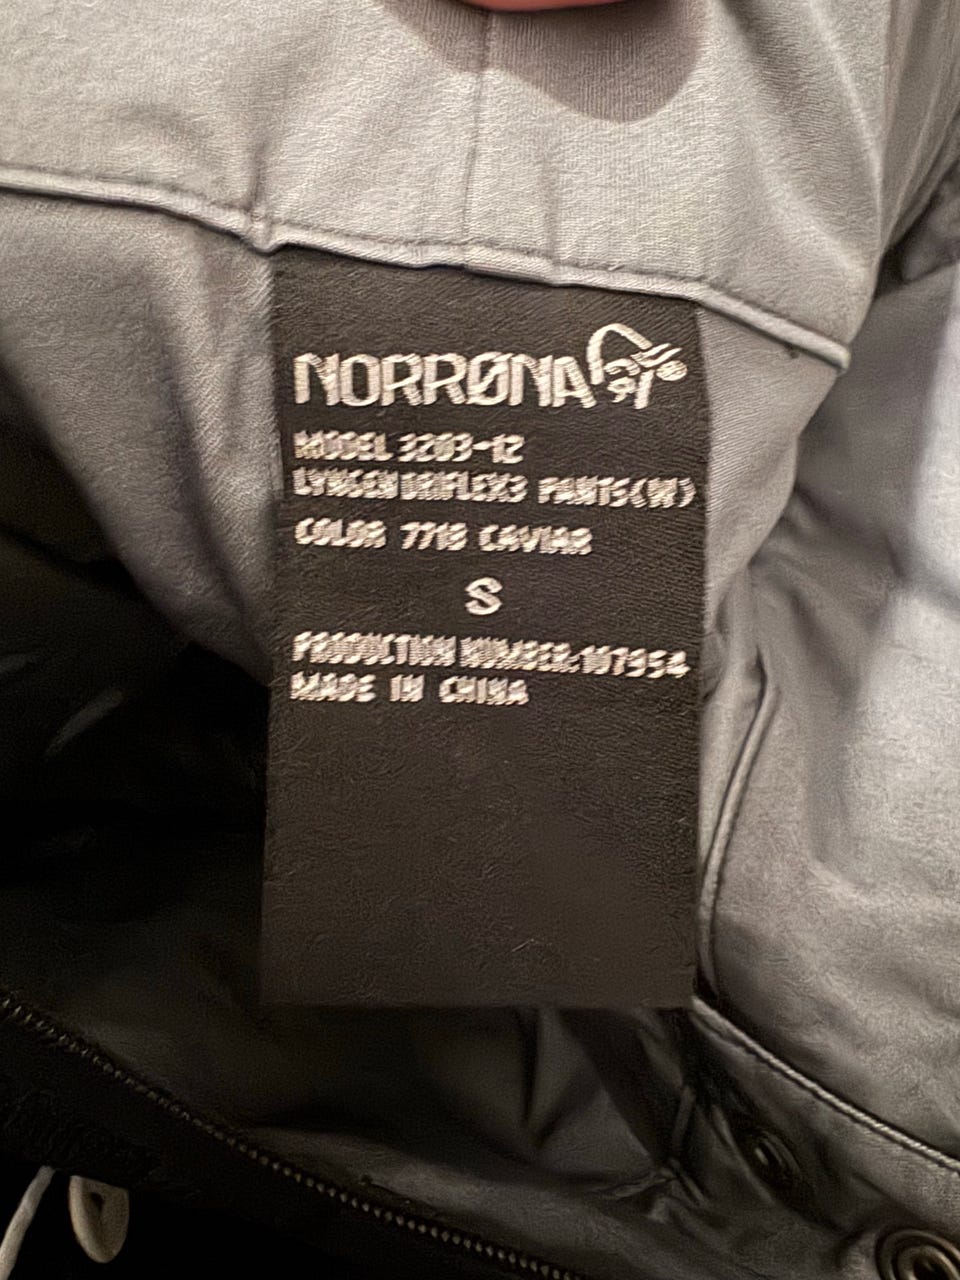 NORRØNA
MODEL 3203-12
LYNGEN DRIFLEX3 PANTS(W)
COLOR 7718 CAVIAR
S
PRODUCTION NUMBER:107954
MADE IN CHINA